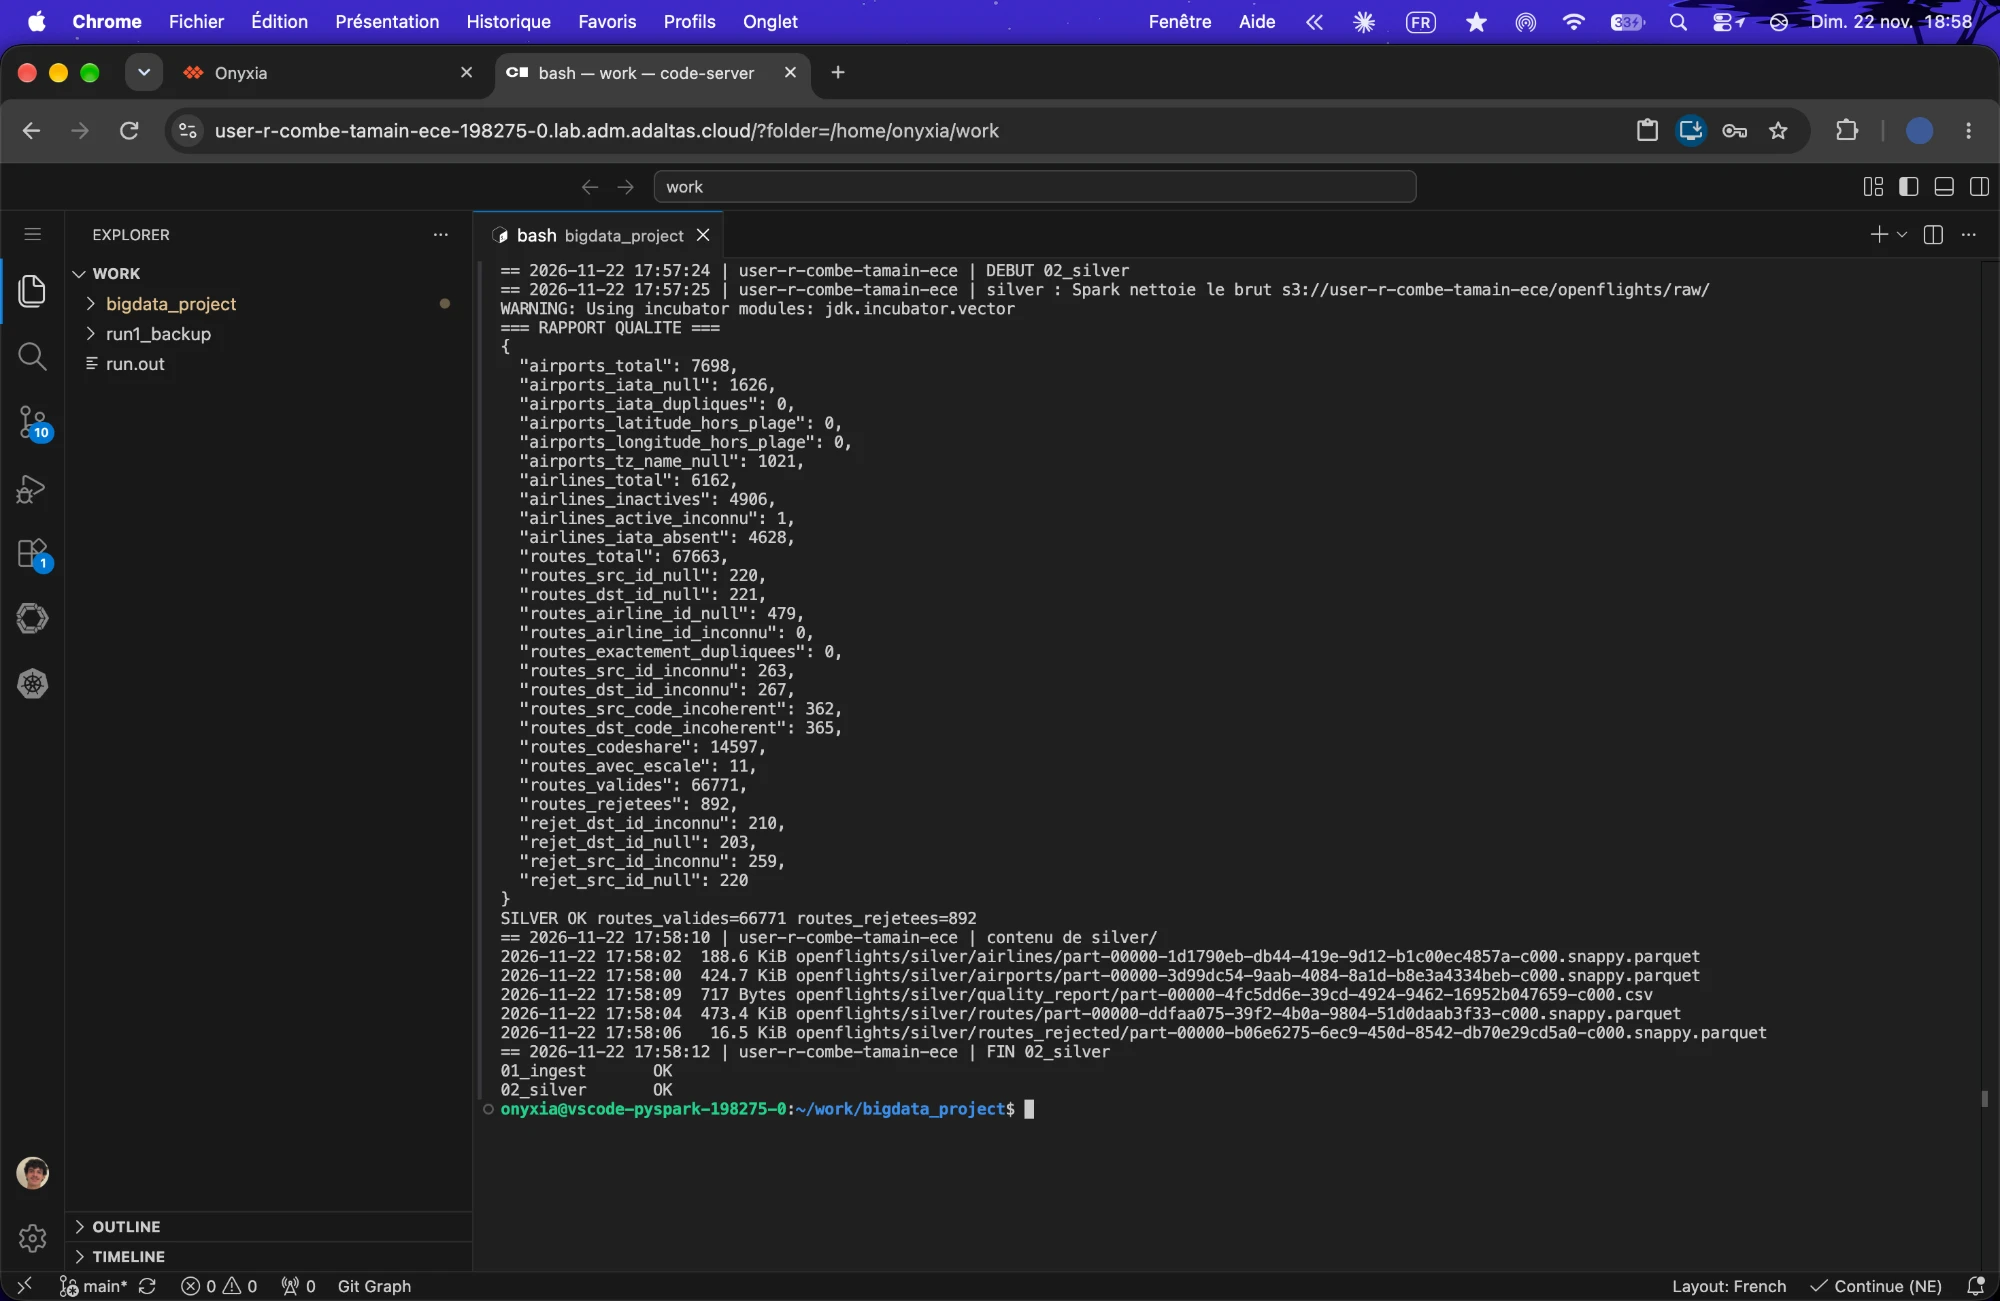 Chrome Fichier Édition Présentation Historique Favoris Profils Onglet Fenêtre Aide FR 33 Dim. 22 nov. 18:58
Onyxia
bash — work — code-server
user-r-combe-tamain-ece-198275-0.lab.adm.adaltas.cloud/?folder=/home/onyxia/work
work
EXPLORER
WORK
bigdata_project
run1_backup
run.out
10
1
OUTLINE
TIMELINE
bash bigdata_project
== 2026-11-22 17:57:24 | user-r-combe-tamain-ece | DEBUT 02_silver
== 2026-11-22 17:57:25 | user-r-combe-tamain-ece | silver : Spark nettoie le brut s3://user-r-combe-tamain-ece/openflights/raw/
WARNING: Using incubator modules: jdk.incubator.vector
=== RAPPORT QUALITE ===
{
"airports_total": 7698,
"airports_iata_null": 1626,
"airports_iata_dupliques": 0,
"airports_latitude_hors_plage": 0,
"airports_longitude_hors_plage": 0,
"airports_tz_name_null": 1021,
"airlines_total": 6162,
"airlines_inactives": 4906,
"airlines_active_inconnu": 1,
"airlines_iata_absent": 4628,
"routes_total": 67663,
"routes_src_id_null": 220,
"routes_dst_id_null": 221,
"routes_airline_id_null": 479,
"routes_airline_id_inconnu": 0,
"routes_exactement_dupliquees": 0,
"routes_src_id_inconnu": 263,
"routes_dst_id_inconnu": 267,
"routes_src_code_incoherent": 362,
"routes_dst_code_incoherent": 365,
"routes_codeshare": 14597,
"routes_avec_escale": 11,
"routes_valides": 66771,
"routes_rejetees": 892,
"rejet_dst_id_inconnu": 210,
"rejet_dst_id_null": 203,
"rejet_src_id_inconnu": 259,
"rejet_src_id_null": 220
}
SILVER OK routes_valides=66771 routes_rejetees=892
== 2026-11-22 17:58:10 | user-r-combe-tamain-ece | contenu de silver/
2026-11-22 17:58:02 188.6 KiB openflights/silver/airlines/part-00000-1d1790eb-db44-419e-9d12-b1c00ec4857a-c000.snappy.parquet
2026-11-22 17:58:00 424.7 KiB openflights/silver/airports/part-00000-3d99dc54-9aab-4084-8a1d-b8e3a4334beb-c000.snappy.parquet
2026-11-22 17:58:09 717 Bytes openflights/silver/quality_report/part-00000-4fc5dd6e-39cd-4924-9462-16952b047659-c000.csv
2026-11-22 17:58:04 473.4 KiB openflights/silver/routes/part-00000-ddfaa075-39f2-4b0a-9804-51d0daab3f33-c000.snappy.parquet
2026-11-22 17:58:06 16.5 KiB openflights/silver/routes_rejected/part-00000-b06e6275-6ec9-450d-8542-db70e29cd5a0-c000.snappy.parquet
== 2026-11-22 17:58:12 | user-r-combe-tamain-ece | FIN 02_silver
01_ingest OK
02_silver OK
onyxia@vscode-pyspark-198275-0:~/work/bigdata_project$
main* 0 0 0 Git Graph Layout: French Continue (NE)